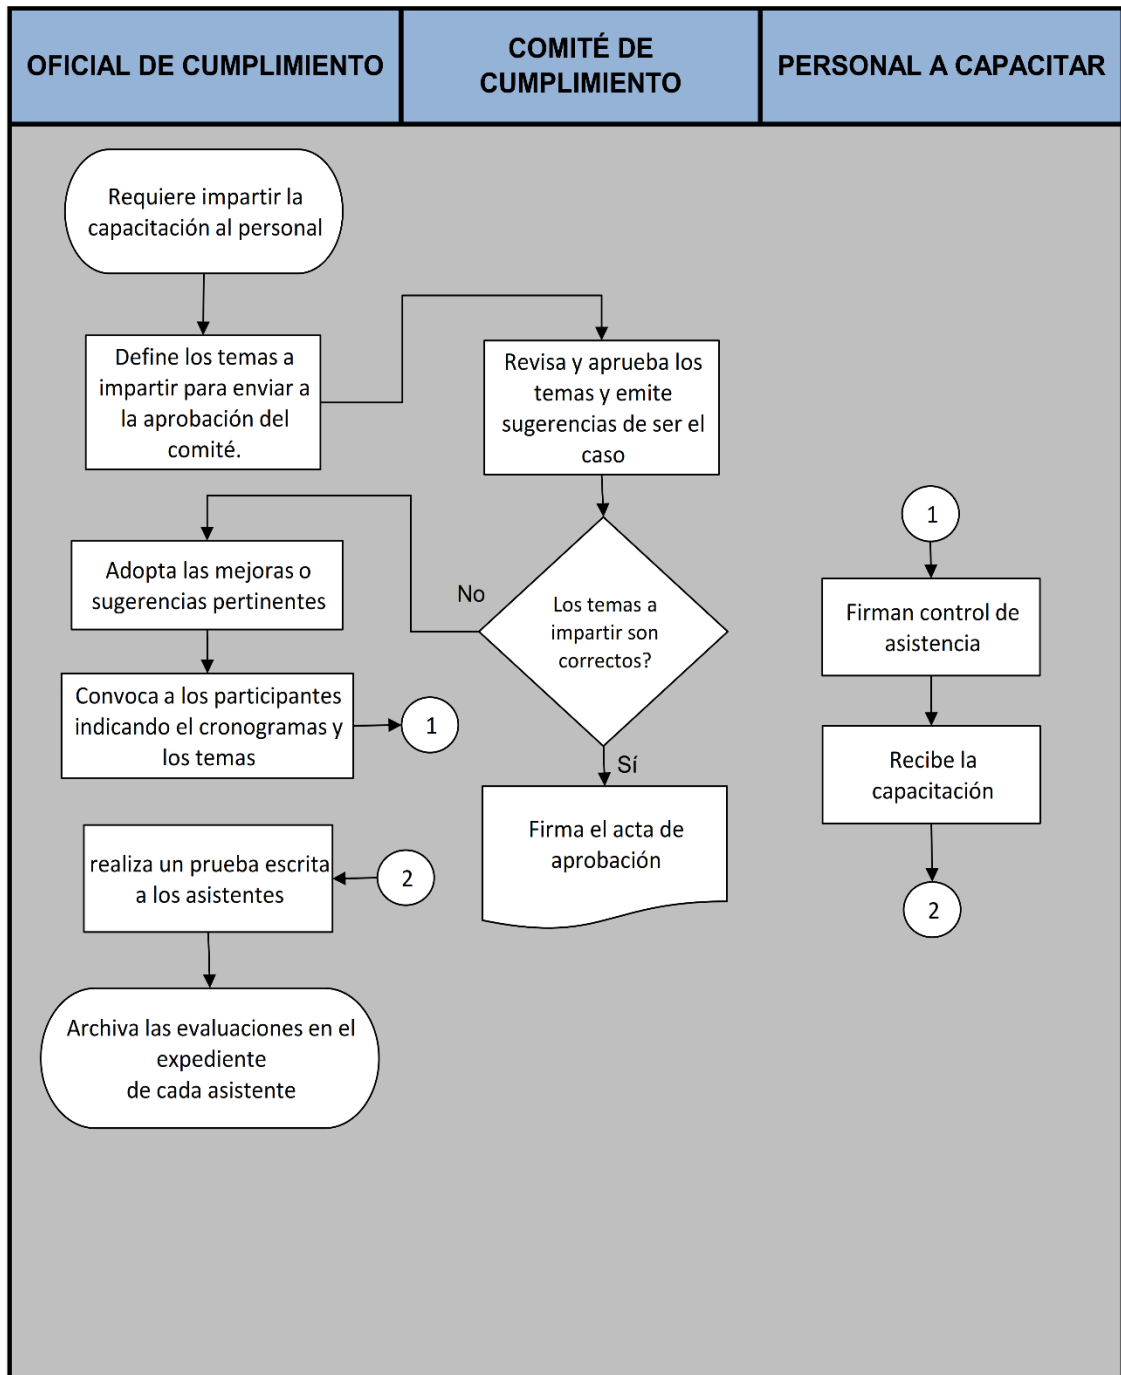 OFICIAL DE CUMPLIMIENTO
COMITÉ DE
CUMPLIMIENTO
PERSONAL A CAPACITAR
Requiere impartir la
capacitación al personal
Define los temas a
impartir para enviar a
la aprobación del
comité.
Revisa y aprueba los
temas y emite
sugerencias de ser el
caso
Adopta las mejoras o
sugerencias pertinentes
No
Los temas a
impartir son
correctos?
Convoca a los participantes
indicando el cronogramas y
los temas
1
Sí
Firma el acta de
aprobación
realiza un prueba escrita
a los asistentes
2
Archiva las evaluaciones en el
expediente
de cada asistente
1
Firman control de
asistencia
Recibe la
capacitación
2